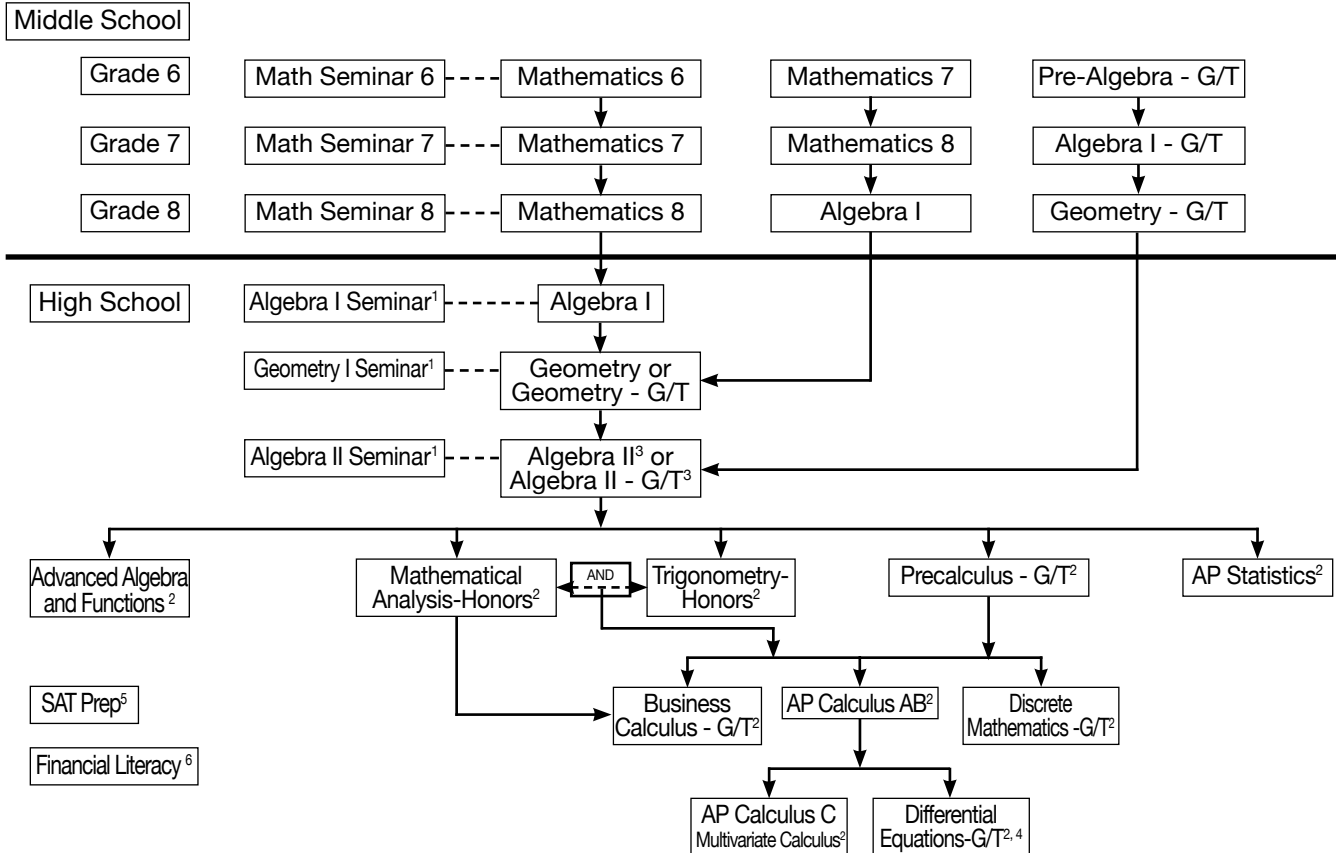 Middle School
Grade 6
Math Seminar 6
Mathematics 6
Mathematics 7
Pre-Algebra - G/T
Grade 7
Math Seminar 7
Mathematics 7
Mathematics 8
Algebra I - G/T
Grade 8
Math Seminar 8
Mathematics 8
Algebra I
Geometry - G/T
High School
Algebra I Seminar¹
Algebra I
Geometry I Seminar¹
Geometry or
Geometry - G/T
Algebra II Seminar¹
Algebra II³ or
Algebra II - G/T³
Advanced Algebra
and Functions ²
Mathematical
Analysis-Honors²
AND
Trigonometry-
Honors²
Precalculus - G/T²
AP Statistics²
SAT Prep⁵
Business
Calculus - G/T²
AP Calculus AB²
Discrete
Mathematics -G/T²
Financial Literacy ⁶
AP Calculus C
Multivariate Calculus²
Differential
Equations-G/T²˒ ⁴